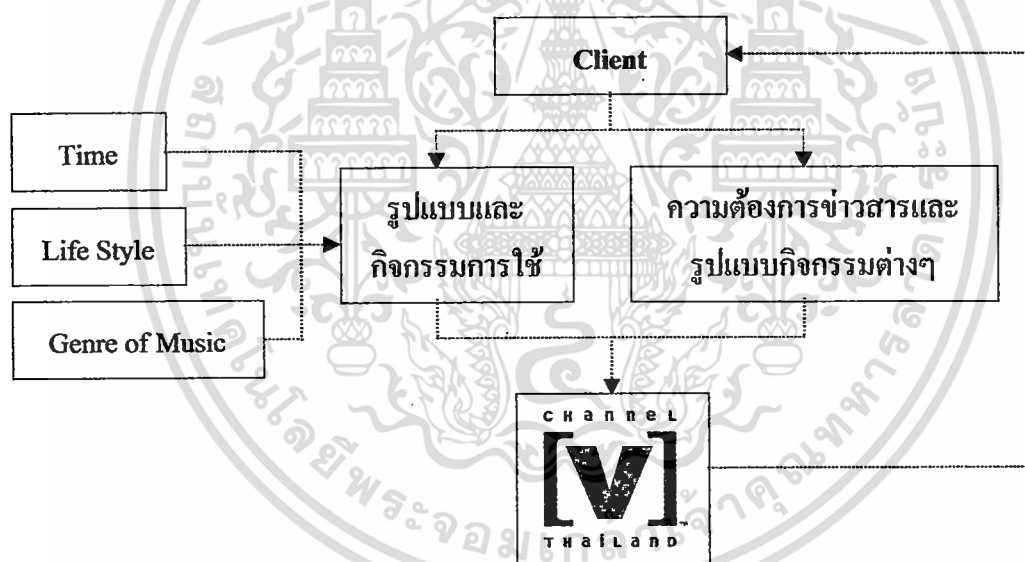 Client
Time
Life Style
Genre of Music
รูปแบบและ
กิจกรรมการใช้
ความต้องการข่าวสารและ
รูปแบบกิจกรรมต่างๆ
channel
[V]™
THAILAND